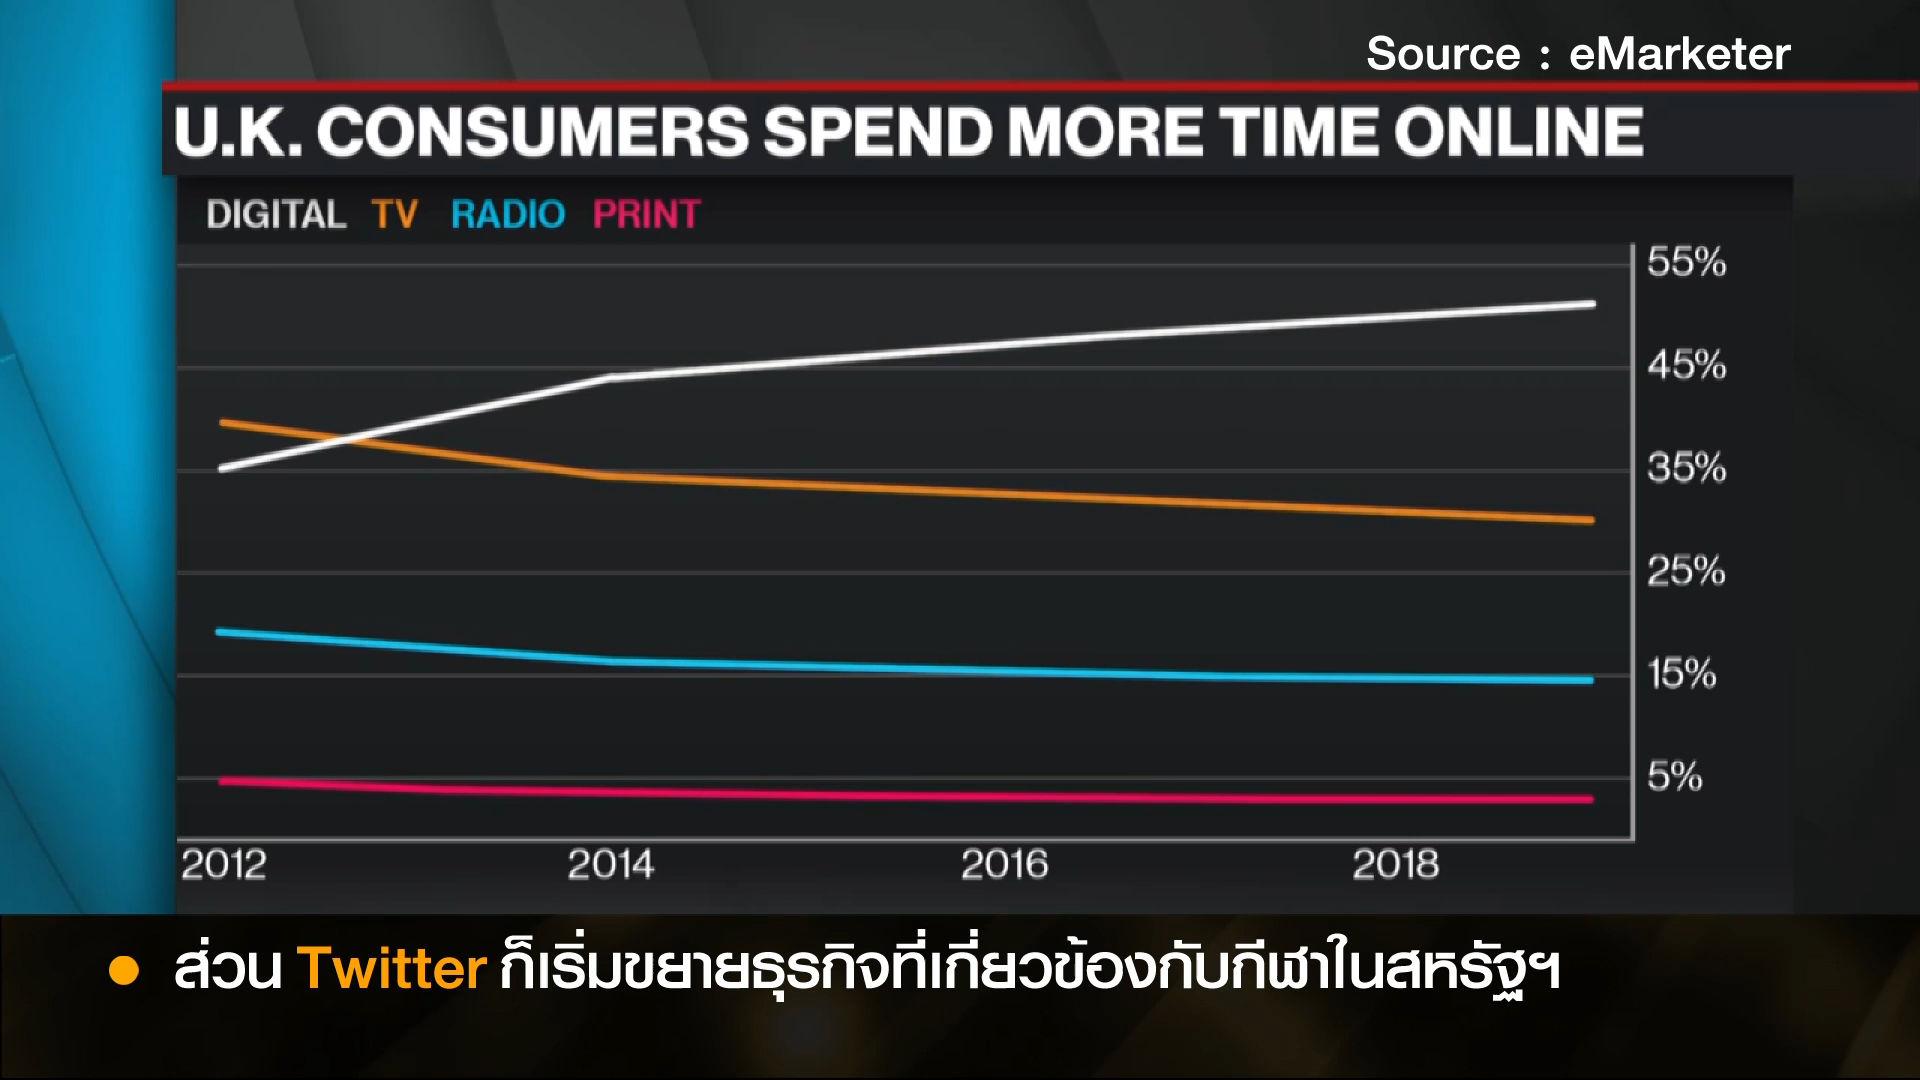 Source : eMarketer
U.K. CONSUMERS SPEND MORE TIME ONLINE
DIGITAL TV RADIO PRINT
55%
45%
35%
25%
15%
5%
2012 2014 2016 2018
ส่วน Twitter ก็เริ่มขยายธุรกิจที่เกี่ยวข้องกับกีฬาในสหรัฐฯ